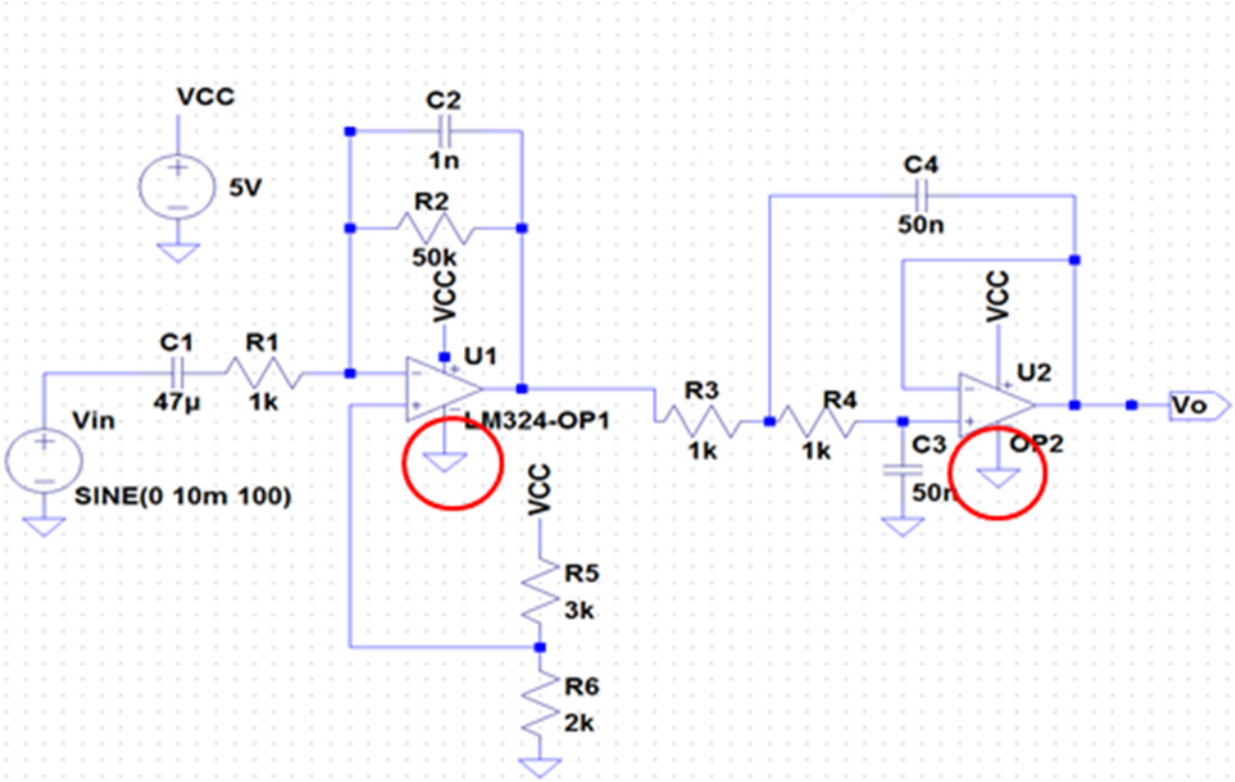 VCC
5V
C2
1n
R2
50k
VCC
C4
50n
VCC
C1
47µ
R1
1k
U1
LM324-OP1
Vin
SINE(0 10m 100)
R3
1k
R4
1k
U2
OP2
Vo
C3
50n
VCC
R5
3k
R6
2k